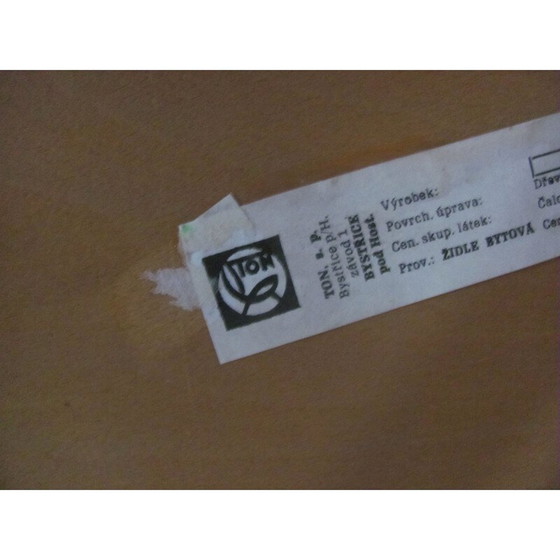 TON
TON, s. p.
Bystřice p/H.
závod 1
BYSTŘICE
pod Host.
Výrobek:
Povrch. úprava:
Cen. skup. látek:
Prov.: ŽIDLE BYTOVÁ